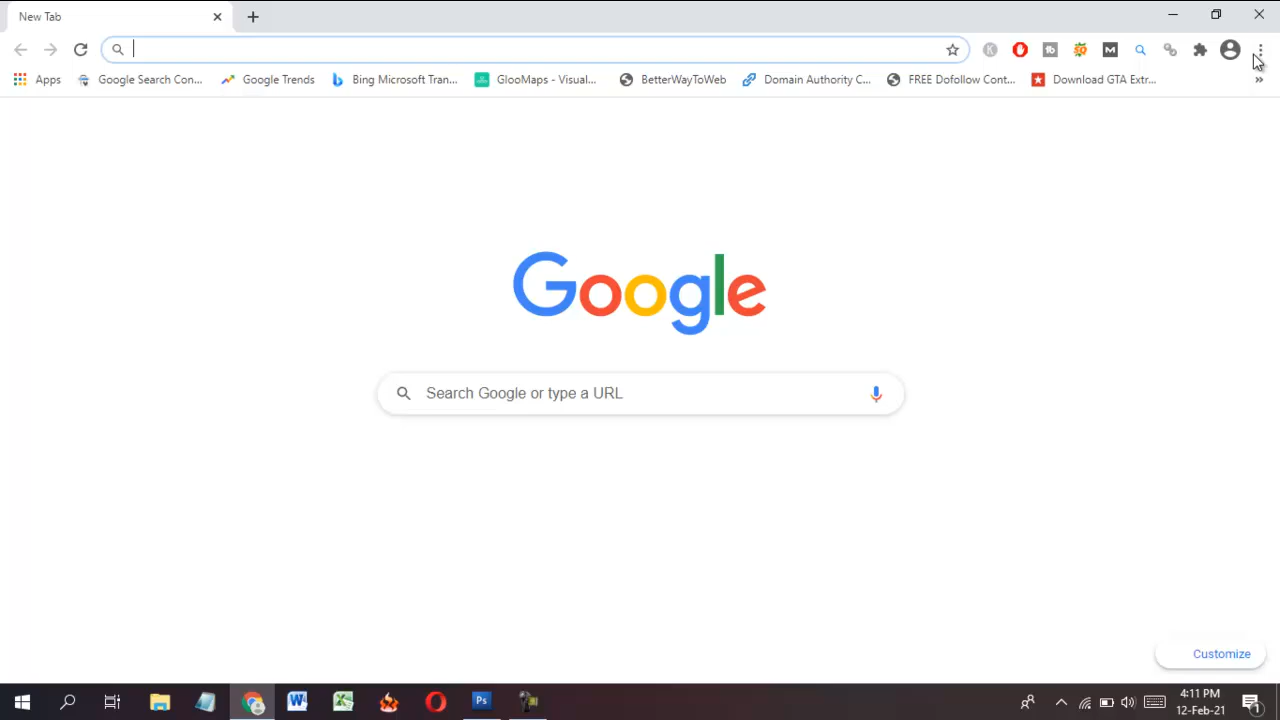 New Tab
Apps
Google Search Con...
Google Trends
Bing Microsoft Tran...
GlooMaps - Visual...
BetterWayToWeb
Domain Authority C...
FREE Dofollow Cont...
Download GTA Extr...
Google
Search Google or type a URL
Customize
4:11 PM
12-Feb-21